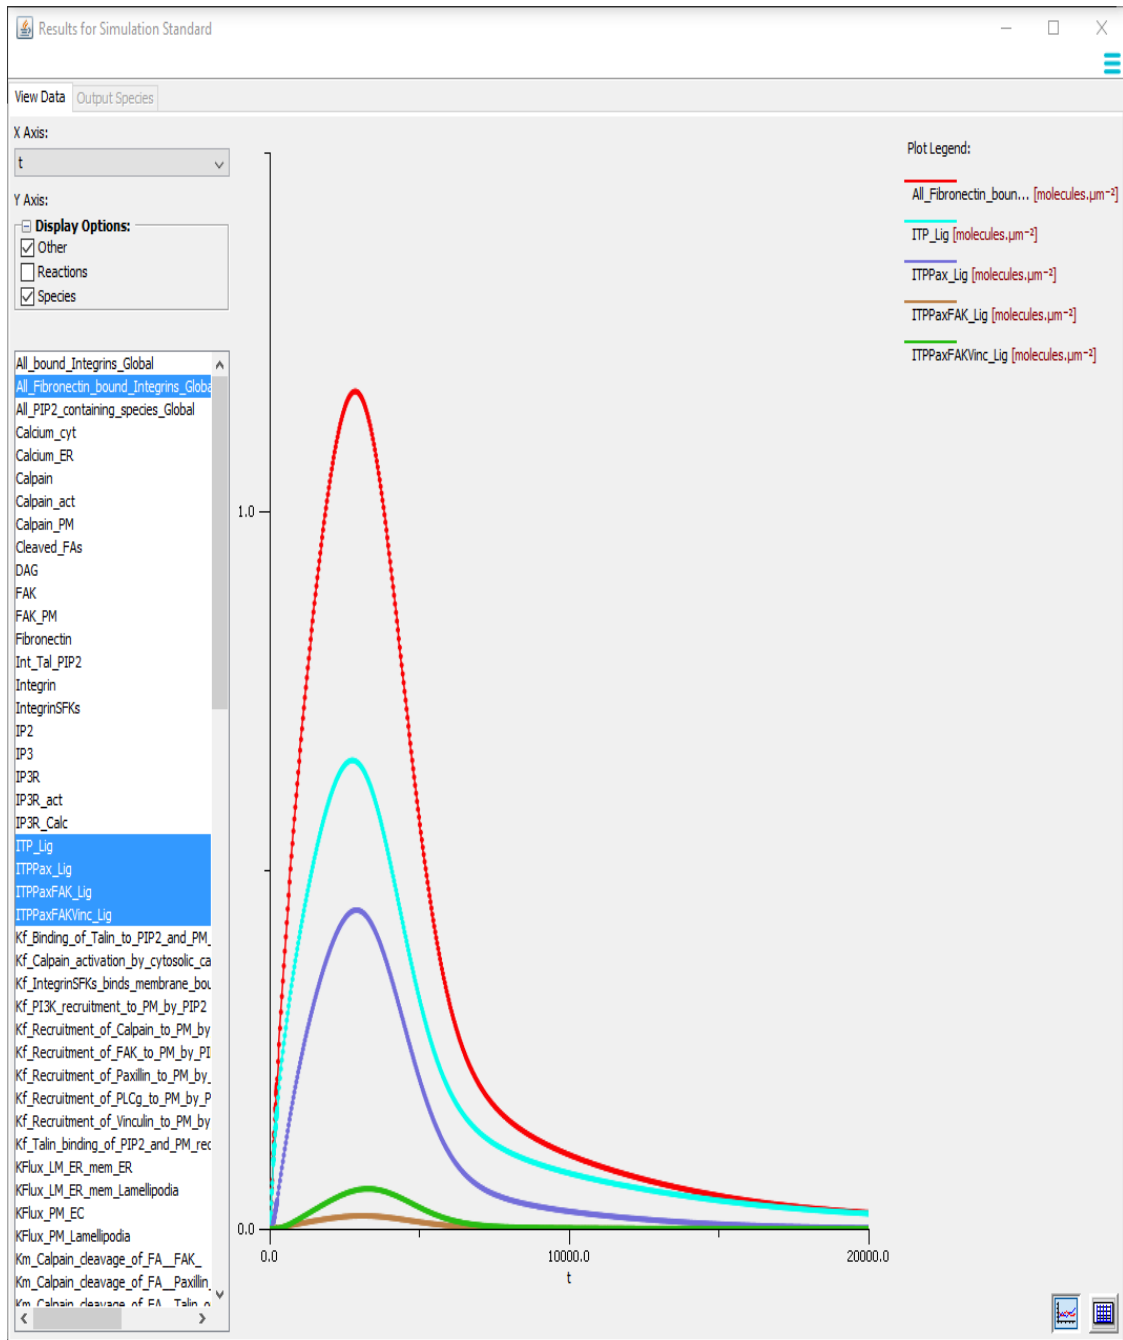 Results for Simulation Standard
View Data
Output Species
X Axis:
t
Y Axis:
Display Options:
Other
Reactions
Species
All_bound_Integrins_Global
All_Fibronectin_bound_Integrins_Globa
All_PIP2_containing_species_Global
Calcium_cyt
Calcium_ER
Calpain
Calpain_act
Calpain_PM
Cleaved_FAs
DAG
FAK
FAK_PM
Fibronectin
Int_Tal_PIP2
Integrin
IntegrinSFKs
IP2
IP3
IP3R
IP3R_act
IP3R_Calc
ITP_Lig
ITPPax_Lig
ITPPaxFAK_Lig
ITPPaxFAKVinc_Lig
Kf_Binding_of_Talin_to_PIP2_and_PM_
Kf_Calpain_activation_by_cytosolic_ca
Kf_IntegrinSFKs_binds_membrane_bou
Kf_PI3K_recruitment_to_PM_by_PIP2
Kf_Recruitment_of_Calpain_to_PM_by
Kf_Recruitment_of_FAK_to_PM_by_PI
Kf_Recruitment_of_Paxillin_to_PM_by_
Kf_Recruitment_of_PLCg_to_PM_by_P
Kf_Recruitment_of_Vinculin_to_PM_by
Kf_Talin_binding_of_PIP2_and_PM_rec
KFlux_LM_ER_mem_ER
KFlux_LM_ER_mem_Lamellipodia
KFlux_PM_EC
KFlux_PM_Lamellipodia
Km_Calpain_cleavage_of_FA__FAK_
Km_Calpain_cleavage_of_FA__Paxillin_
Km_Calpain_cleavage_of_FA__Talin_o
1.0
0.0
0.0
10000.0
20000.0
t
Plot Legend:
All_Fibronectin_boun... [molecules.µm⁻²]
ITP_Lig [molecules.µm⁻²]
ITPPax_Lig [molecules.µm⁻²]
ITPPaxFAK_Lig [molecules.µm⁻²]
ITPPaxFAKVinc_Lig [molecules.µm⁻²]